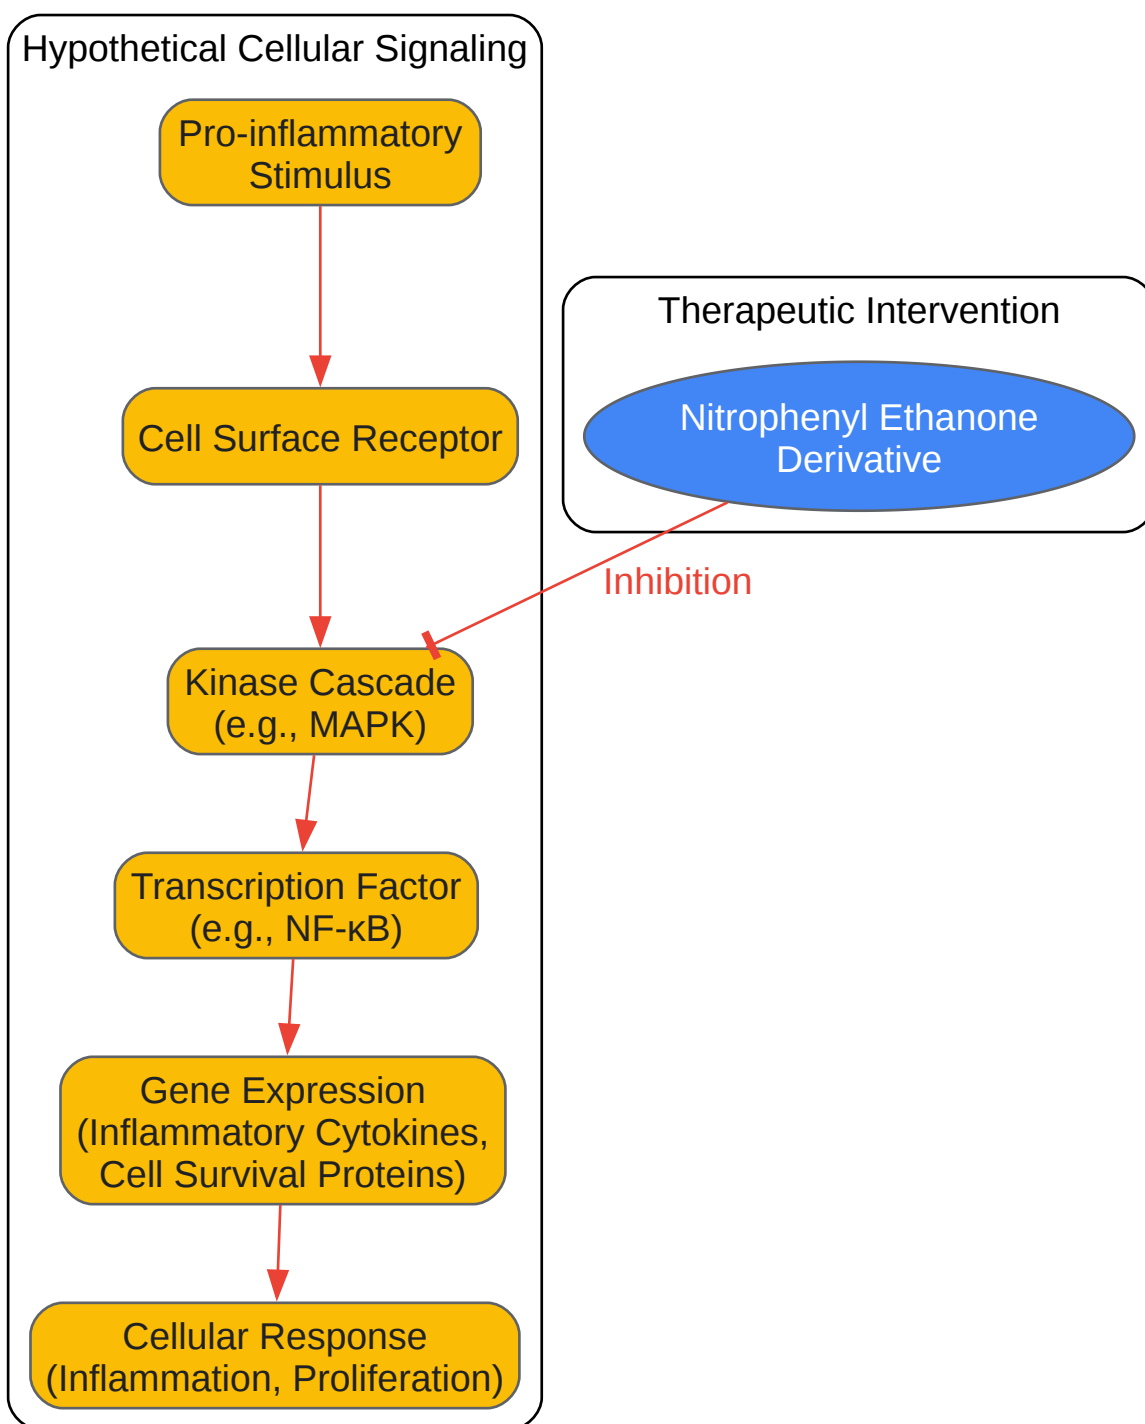 Hypothetical Cellular Signaling
Pro-inflammatory
Stimulus
Therapeutic Intervention
Nitrophenyl Ethanone
Derivative
Cell Surface Receptor
Inhibition
Kinase Cascade
(e.g., MAPK)
Transcription Factor
(e.g., NF-κB)
Gene Expression
(Inflammatory Cytokines,
Cell Survival Proteins)
Cellular Response
(Inflammation, Proliferation)